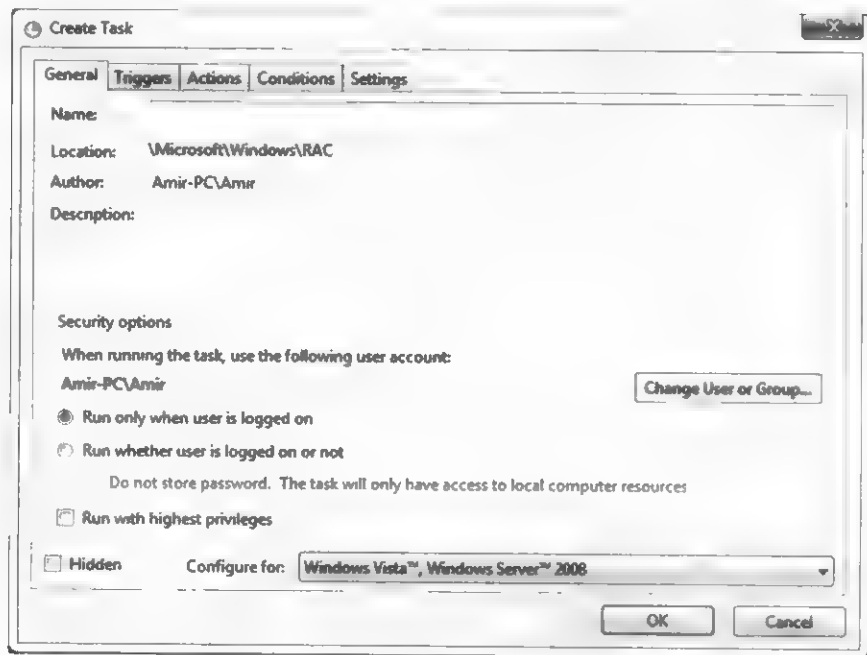 Create Task
General Triggers Actions Conditions Settings
Name:
Location: \Microsoft\Windows\RAC
Author: Amir-PC\Amir
Description:
Security options
When running the task, use the following user account:
Amir-PC\Amir
Change User or Group...
Run only when user is logged on
Run whether user is logged on or not
Do not store password. The task will only have access to local computer resources
Run with highest privileges
Hidden Configure for: Windows Vista™, Windows Server™ 2008
OK Cancel